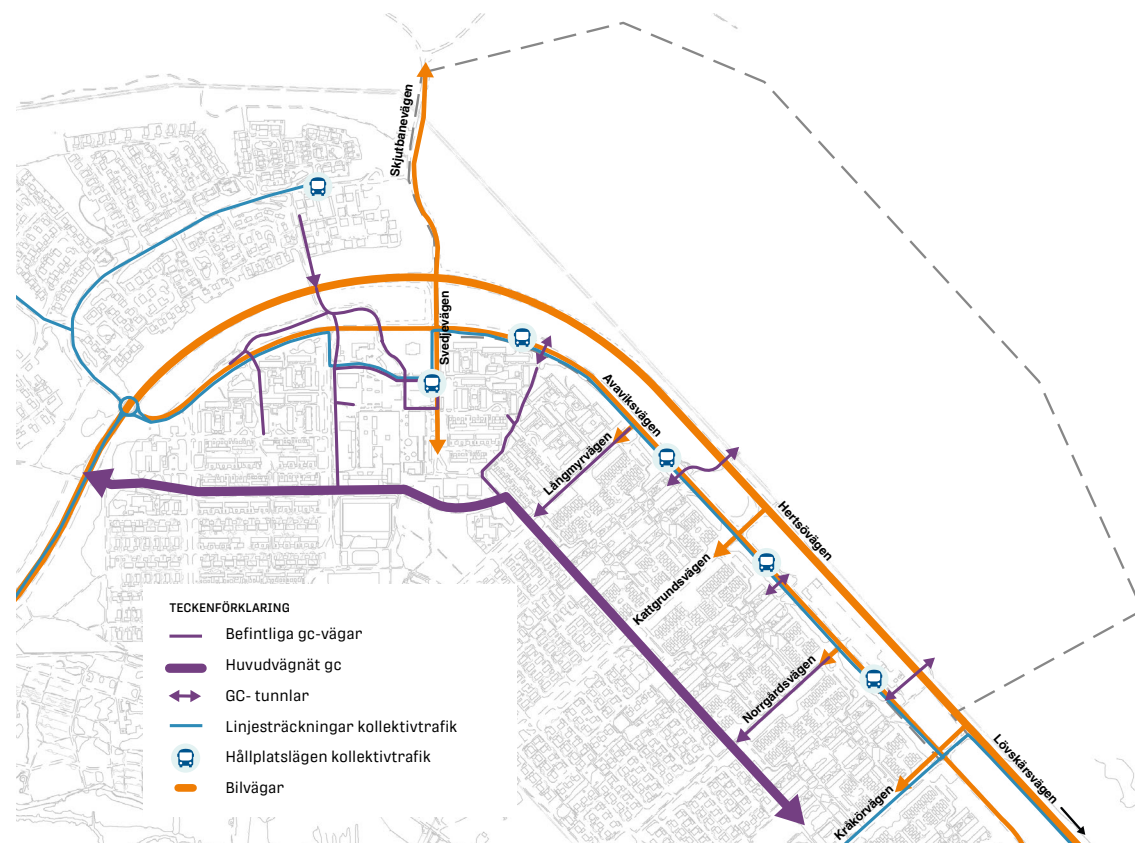 Skjutbanevägen
Svedjevägen
Avaviksvägen
Långmyrvägen
Hertsövägen
Kattgrundsvägen
Norrgårdsvägen
Lövskärsvägen
Kråkörvägen
TECKENFÖRKLARING
Befintliga gc-vägar
Huvudvägnät gc
GC- tunnlar
Linjesträckningar kollektivtrafik
Hållplatslägen kollektivtrafik
Bilvägar